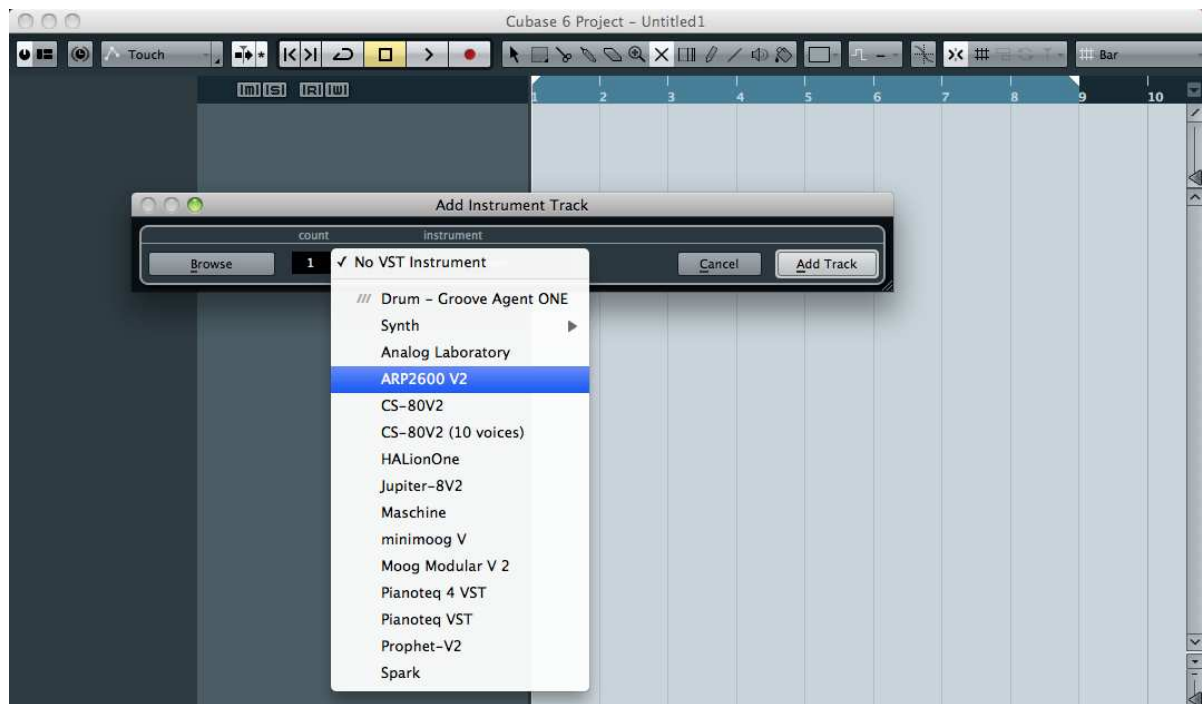 Cubase 6 Project – Untitled1
Touch
Bar
m s R W
1 2 3 4 5 6 7 8 9 10
Add Instrument Track
count instrument
Browse 1 ✓ No VST Instrument Cancel Add Track
/// Drum – Groove Agent ONE
Synth
Analog Laboratory
ARP2600 V2
CS-80V2
CS-80V2 (10 voices)
HALionOne
Jupiter-8V2
Maschine
minimoog V
Moog Modular V 2
Pianoteq 4 VST
Pianoteq VST
Prophet-V2
Spark